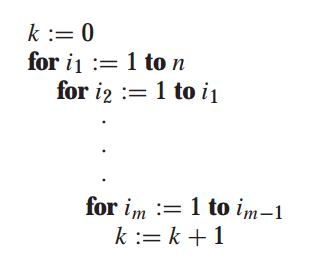 k := 0
for i₁ := 1 to n
for i₂ := 1 to i₁
.
.
.
for iₘ := 1 to iₘ₋₁
k := k + 1